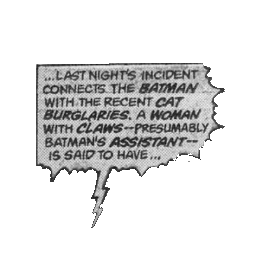 ...LAST NIGHT'S INCIDENT
CONNECTS THE BATMAN
WITH THE RECENT CAT
BURGLARIES. A WOMAN
WITH CLAWS--PRESUMABLY
BATMAN'S ASSISTANT--
IS SAID TO HAVE...